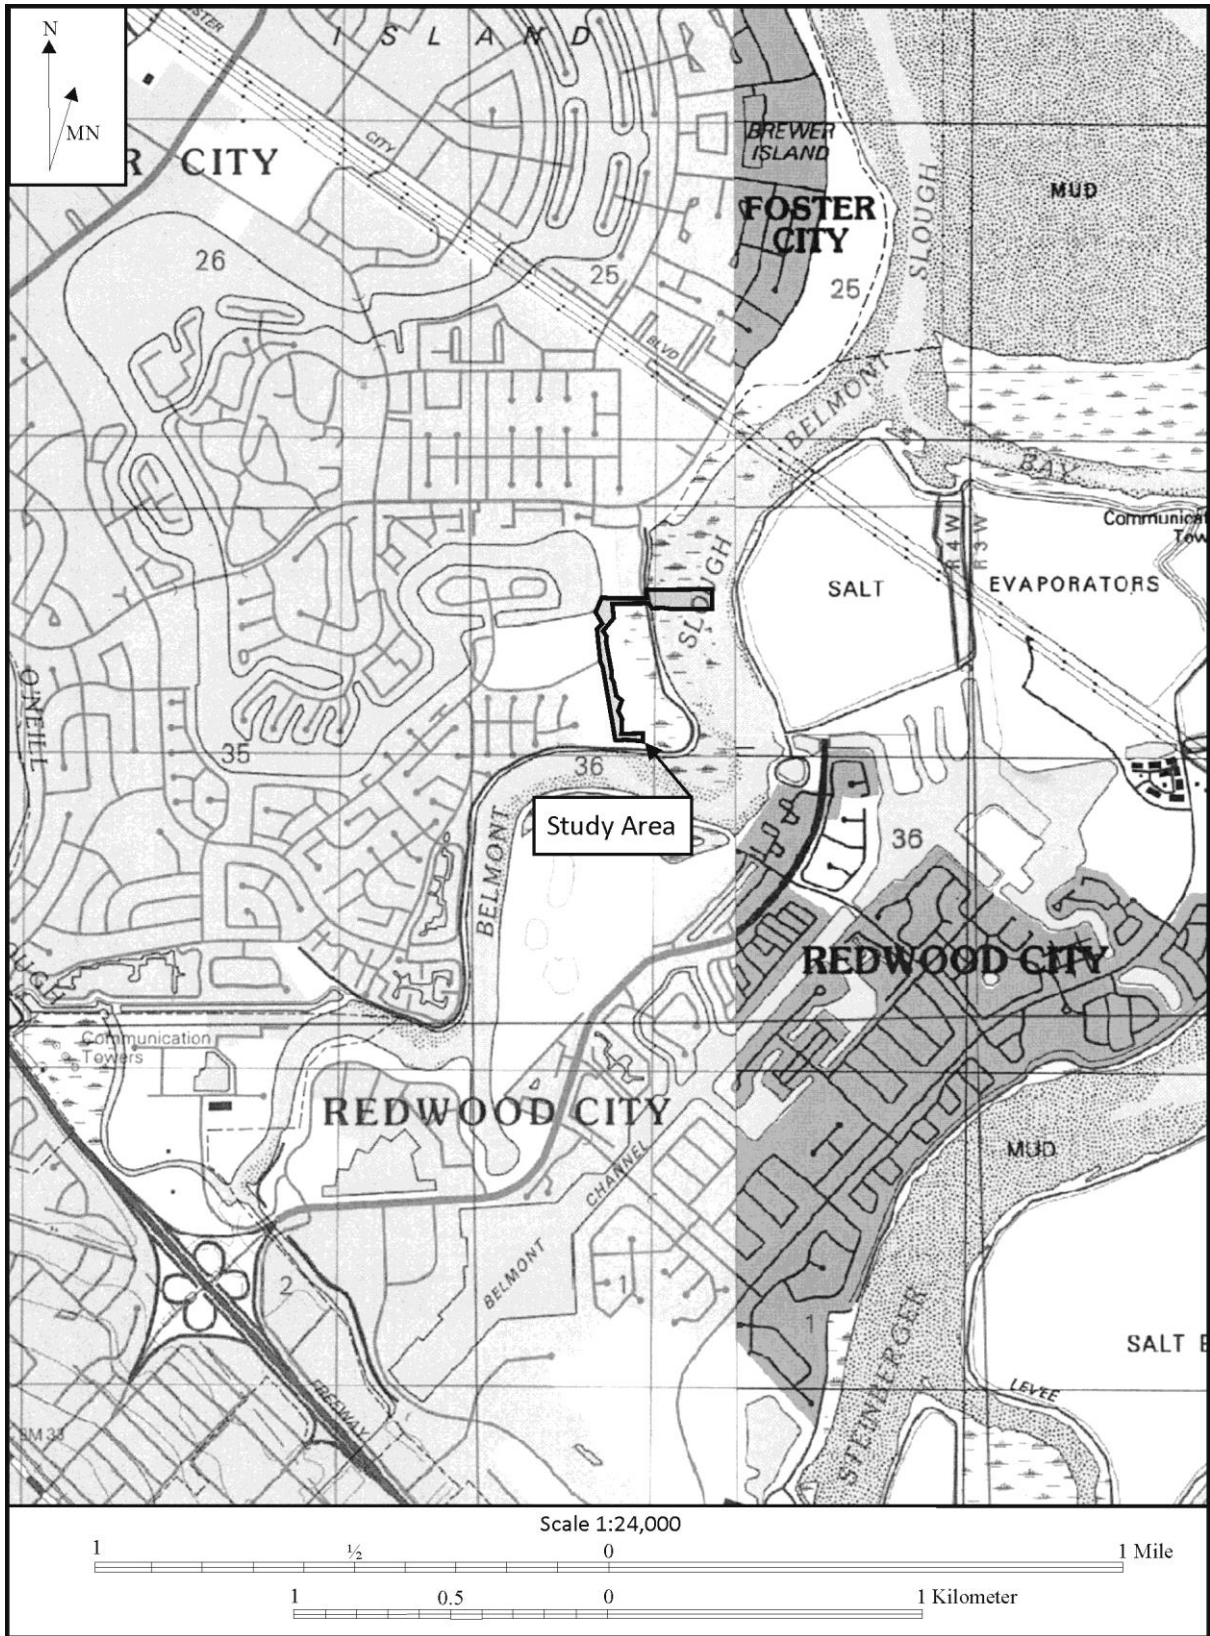 N
MN
ISLAND
CITY
R CITY
BREWER
ISLAND
SLOUGH
MUD
FOSTER
CITY
26
25
25
BLVD
BELMONT
BAY
R4W
R3W
SLOUGH
SALT
EVAPORATORS
O'NEILL
35
36
BELMONT
Study Area
36
REDWOOD CITY
Communication
Towers
REDWOOD CITY
CHANNEL
MUD
BELMONT
2
1
1
STEINBERGER
SALT E
FREEWAY
LEVEE
BM 33
Scale 1:24,000
1 ½ 0 1 Mile
1 0.5 0 1 Kilometer